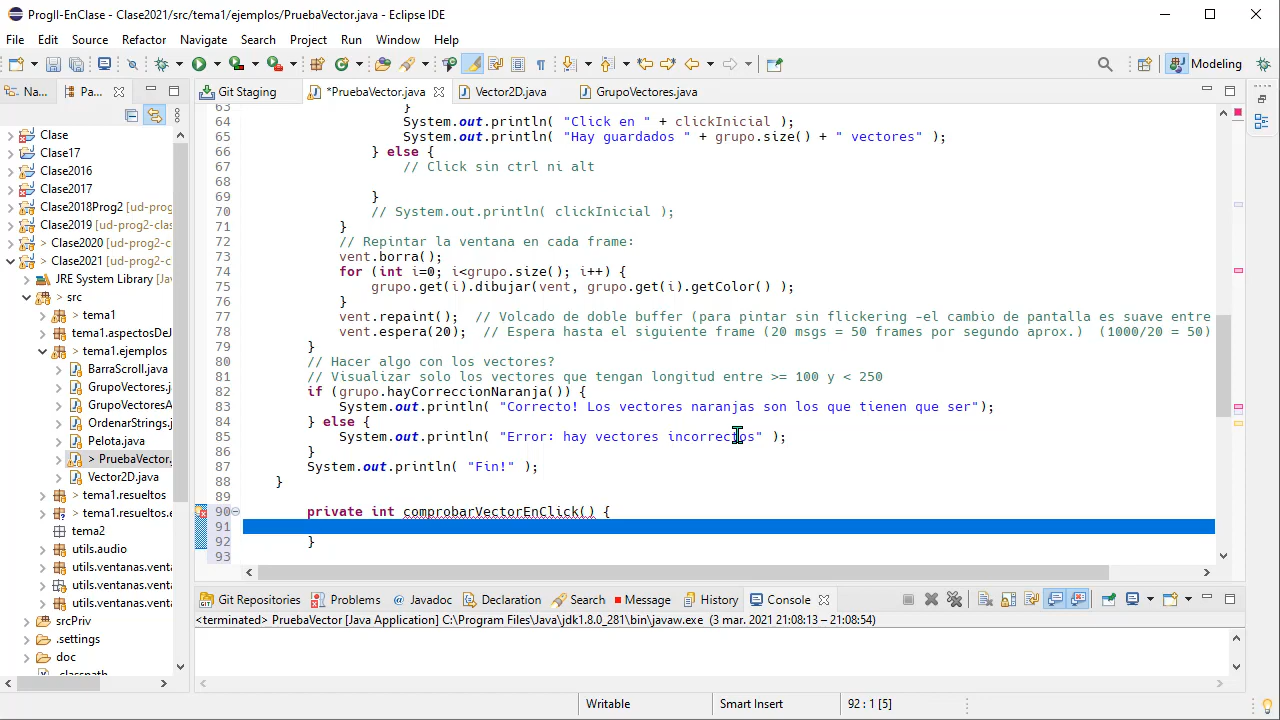 ProgII-EnClase - Clase2021/src/tema1/ejemplos/PruebaVector.java - Eclipse IDE
File Edit Source Refactor Navigate Search Project Run Window Help
Modeling
Na... Pa... Git Staging *PruebaVector.java Vector2D.java GrupoVectores.java
Clase
Clase17
Clase2016
Clase2017
Clase2018Prog2 [ud-prog
Clase2019 [ud-prog2-clas
> Clase2020 [ud-prog2-c
> Clase2021 [ud-prog2-c
JRE System Library [Jav
> src
> tema1
tema1.aspectosDeJ
> tema1.ejemplos
BarraScroll.java
GrupoVectores.j
GrupoVectoresA
OrdenarStrings.j
Pelota.java
> PruebaVector.
Vector2D.java
> tema1.resueltos
> tema1.resueltos.e
tema2
utils.audio
utils.ventanas.venta
utils.ventanas.venta
utils.ventanas.venta
srcPriv
> .settings
doc
.classpath
63 }
64 System.out.println( "Click en " + clickInicial );
65 System.out.println( "Hay guardados " + grupo.size() + " vectores" );
66 } else {
67 // Click sin ctrl ni alt
68
69 }
70 // System.out.println( clickInicial );
71 }
72 // Repintar la ventana en cada frame:
73 vent.borra();
74 for (int i=0; i<grupo.size(); i++) {
75 grupo.get(i).dibujar(vent, grupo.get(i).getColor() );
76 }
77 vent.repaint();  // Volcado de doble buffer (para pintar sin flickering -el cambio de pantalla es suave entre
78 vent.espera(20);  // Espera hasta el siguiente frame (20 msgs = 50 frames por segundo aprox.)  (1000/20 = 50)
79 }
80 // Hacer algo con los vectores?
81 // Visualizar solo los vectores que tengan longitud entre >= 100 y < 250
82 if (grupo.hayCorreccionNaranja()) {
83 System.out.println( "Correcto! Los vectores naranjas son los que tienen que ser");
84 } else {
85 System.out.println( "Error: hay vectores incorrectos" );
86 }
87 System.out.println( "Fin!" );
88 }
89
90 private int comprobarVectorEnClick() {
91
92 }
93
Git Repositories Problems Javadoc Declaration Search Message History Console
<terminated> PruebaVector [Java Application] C:\Program Files\Java\jdk1.8.0_281\bin\javaw.exe (3 mar. 2021 21:08:13 – 21:08:54)
Writable Smart Insert 92 : 1 [5]